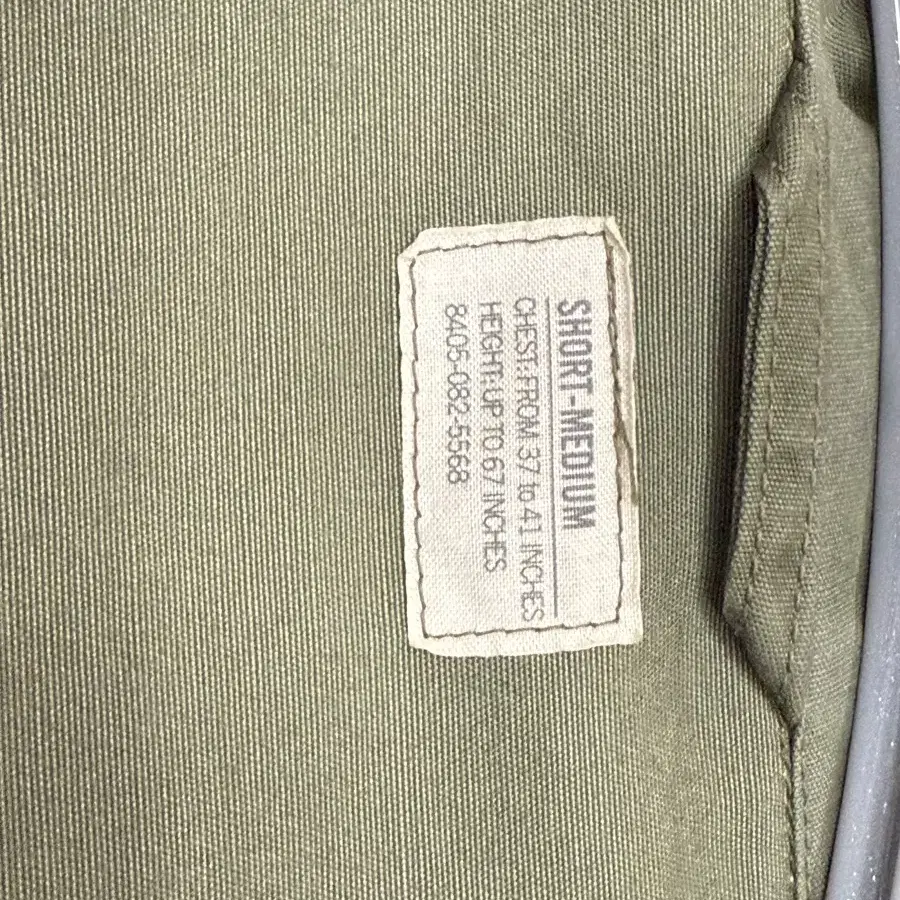 SHORT-MEDIUM
CHEST:FROM 37 to 41 INCHES
HEIGHT:UP TO 67 INCHES
8405-082-5568